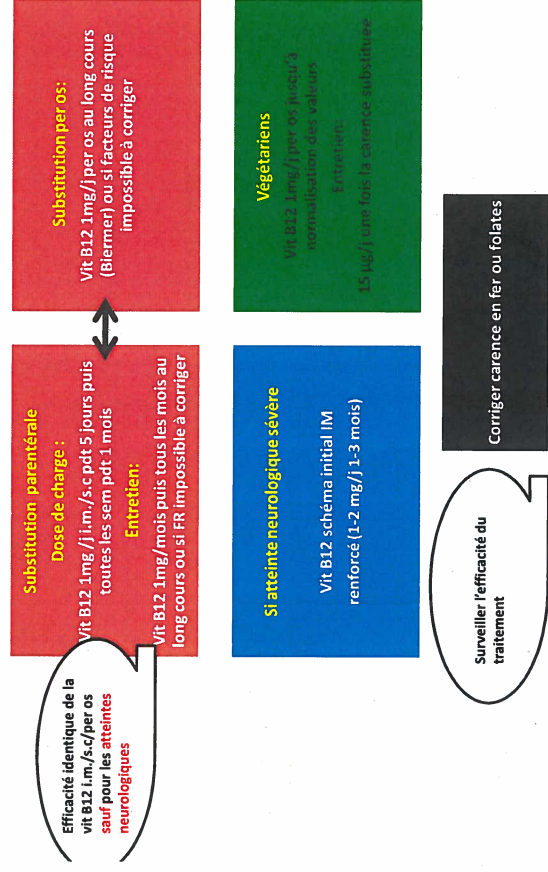 Efficacité identique de la
vit B12 i.m./s.c/per os
sauf pour les atteintes
neurologiques
Substitution parentérale
Dose de charge :
Vit B12 1mg /j i.m./s.c pdt 5 jours puis
toutes les sem pdt 1 mois
Entretien:
Vit B12 1mg/mois puis tous les mois au
long cours ou si FR impossible à corriger
Substitution per os:
Vit B12 1mg/j per os au long cours
(Biermer) ou si facteurs de risque
impossible à corriger
Si atteinte neurologique sévère
Vit B12 schéma initial IM
renforcé (1-2 mg/j 1-3 mois)
Végétariens
Vit B12 1mg/j per os jusqu'à
normalisation des valeurs
Entretien:
15 µg/j une fois la carence substituée
Surveiller l'efficacité du
traitement
Corriger carence en fer ou folates